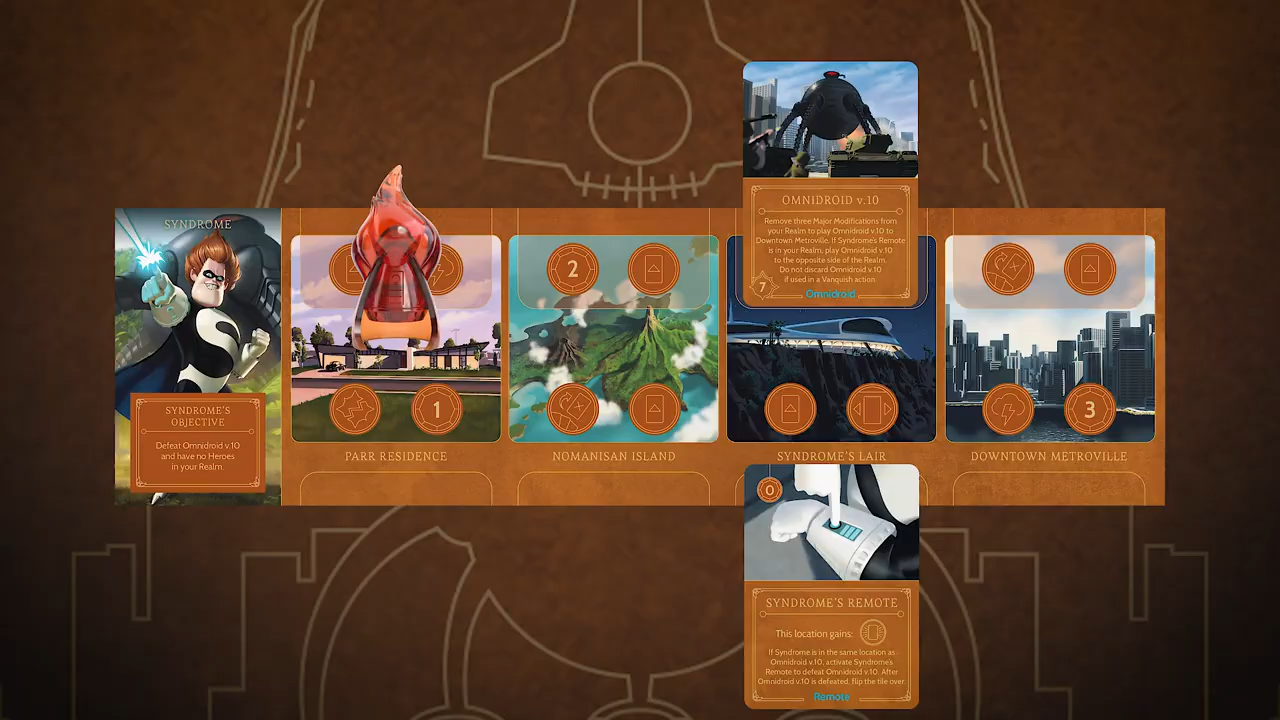 OMNIDROID v.10
Remove three Major Modifications from
your Realm to play Omnidroid v.10 to
Downtown Metroville. If Syndrome's Remote
is in your Realm, play Omnidroid v.10
to the opposite side of the Realm.
Do not discard Omnidroid v.10
if used in a Vanquish action.
7
Omnidroid
SYNDROME
SYNDROME'S
OBJECTIVE
Defeat Omnidroid v.10
and have no Heroes
in your Realm.
2
1
3
PARR RESIDENCE
NOMANISAN ISLAND
SYNDROME'S LAIR
DOWNTOWN METROVILLE
0
SYNDROME'S REMOTE
This location gains:
If Syndrome is in the same location as
Omnidroid v.10, activate Syndrome's
Remote to defeat Omnidroid v.10. After
Omnidroid v.10 is defeated, flip the tile over.
Remote